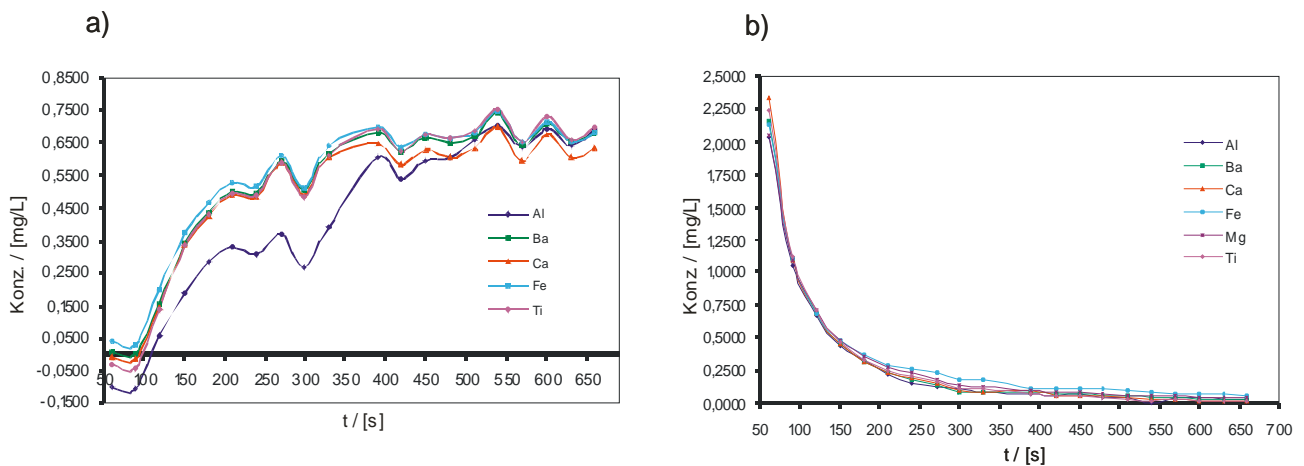 a)
Konz. / [mg/L]
0,8500
0,7500
0,6500
0,5500
0,4500
0,3500
0,2500
0,1500
0,0500
-0,0500
-0,1500
50 100 150 200 250 300 350 400 450 500 550 600 650
t / [s]
Al
Ba
Ca
Fe
Ti
b)
Konz. / [mg/L]
2,5000
2,2500
2,0000
1,7500
1,5000
1,2500
1,0000
0,7500
0,5000
0,2500
0,0000
50 100 150 200 250 300 350 400 450 500 550 600 650 700
t / [s]
Al
Ba
Ca
Fe
Mg
Ti